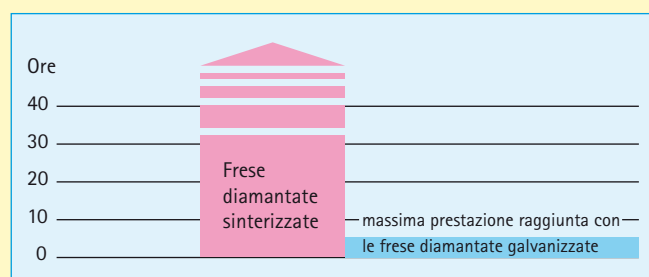 Ore
40
30
20
10
0
Frese
diamantate
sinterizzate
massima prestazione raggiunta con
le frese diamantate galvanizzate